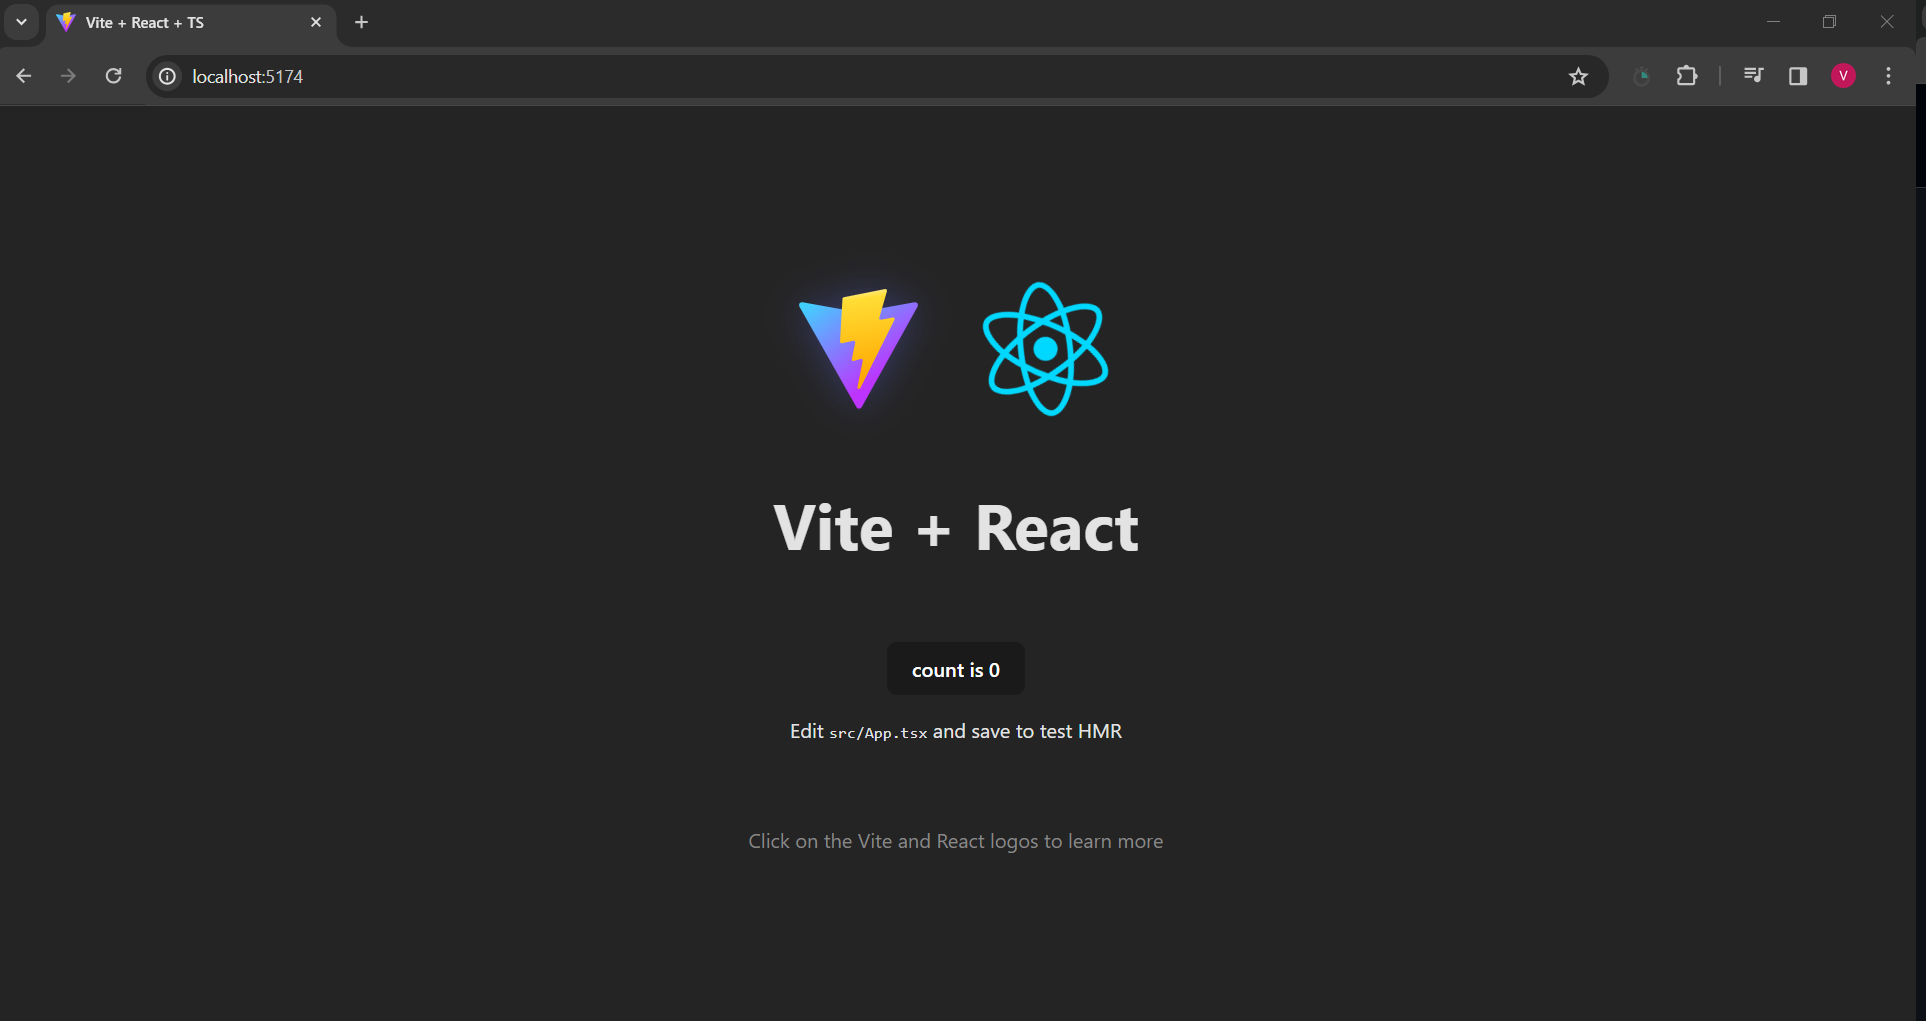 Vite + React + TS
localhost:5174
V
Vite + React
count is 0
Edit src/App.tsx and save to test HMR
Click on the Vite and React logos to learn more